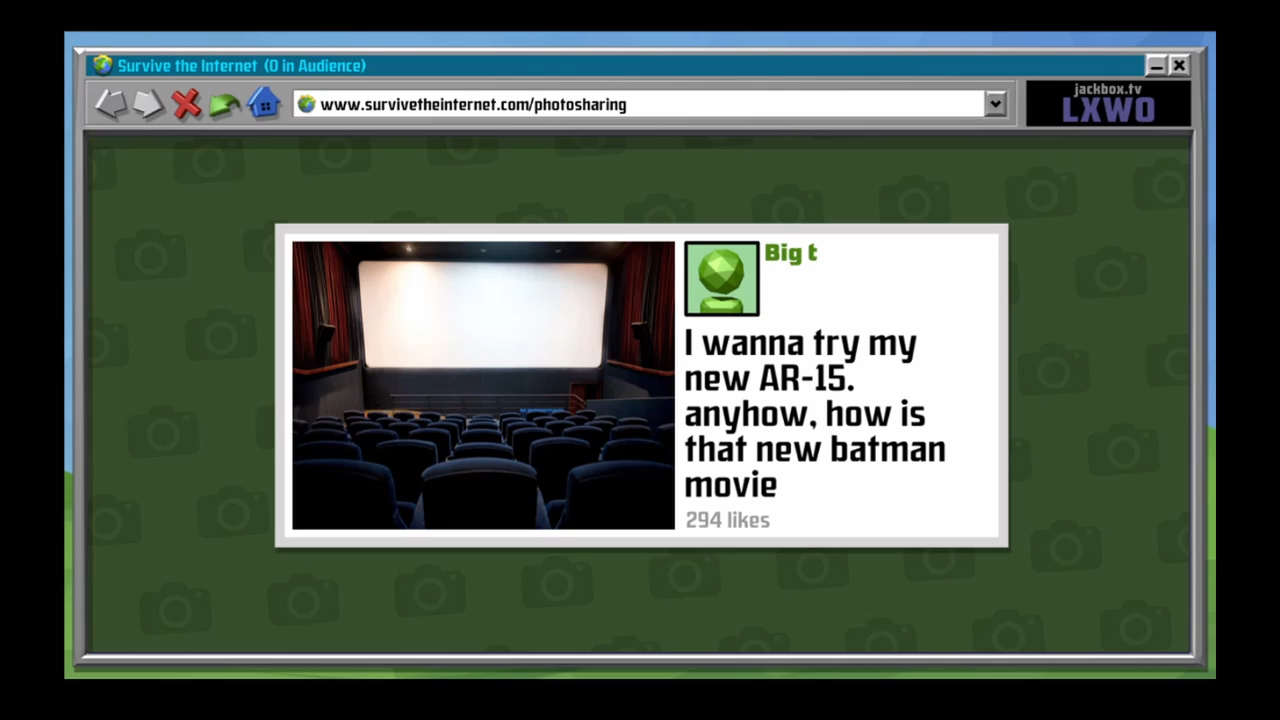 Survive the Internet (0 in Audience)
www.survivetheinternet.com/photosharing
jackbox.tv
LXWO
Big t
I wanna try my
new AR-15.
anyhow, how is
that new batman
movie
294 likes